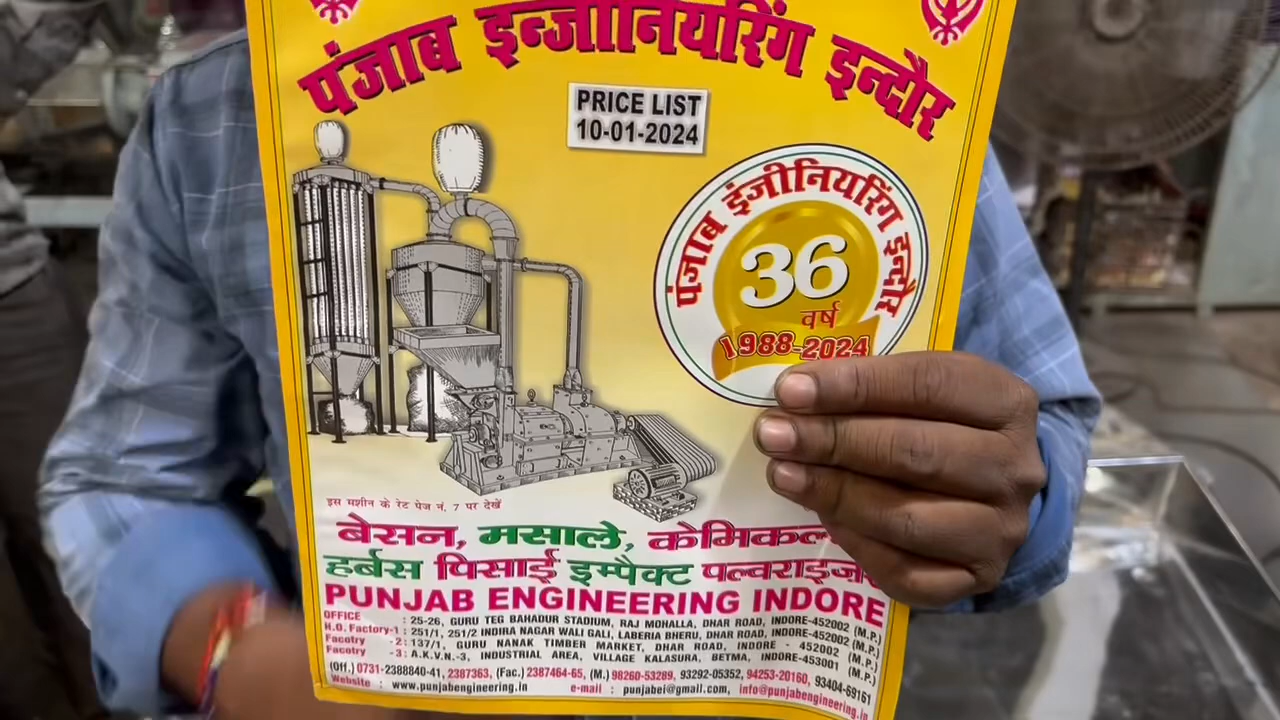 पंजाब इन्जीनियरिंग इन्दौर
PRICE LIST
10-01-2024
पंजाब इंजीनियरिंग इन्दौर
36
वर्ष
1988-2024
इस मशीन के रेट पेज नं. 7 पर देखें
बेसन, मसाले, केमिकल
हर्बस पिसाई इम्पैक्ट पल्वराइजर
PUNJAB ENGINEERING INDORE
OFFICE : 25-26, GURU TEG BAHADUR STADIUM, RAJ MOHALLA, DHAR ROAD, INDORE-452002 (M.P.)
H.O. Factory-1 : 251/1, 251/2 INDIRA NAGAR WALI GALI, LABERIA BHERU, DHAR ROAD, INDORE-452002 (M.P.)
Facotry -2 : 137/1, GURU NANAK TIMBER MARKET, DHAR ROAD, INDORE - 452002 (M.P.)
Facotry -3 : A.K.V.N.-3, INDUSTRIAL AREA, VILLAGE KALASURA, BETMA, INDORE-453001 (M.P.)
(Off.) 0731-2388840-41, 2387363, (Fac.) 2387464-65, (M.) 98260-53289, 93292-05352, 94253-20160, 93404-69161
Website : www.punjabengineering.in e-mail : punjabei@gmail.com, info@punjabengineering.in